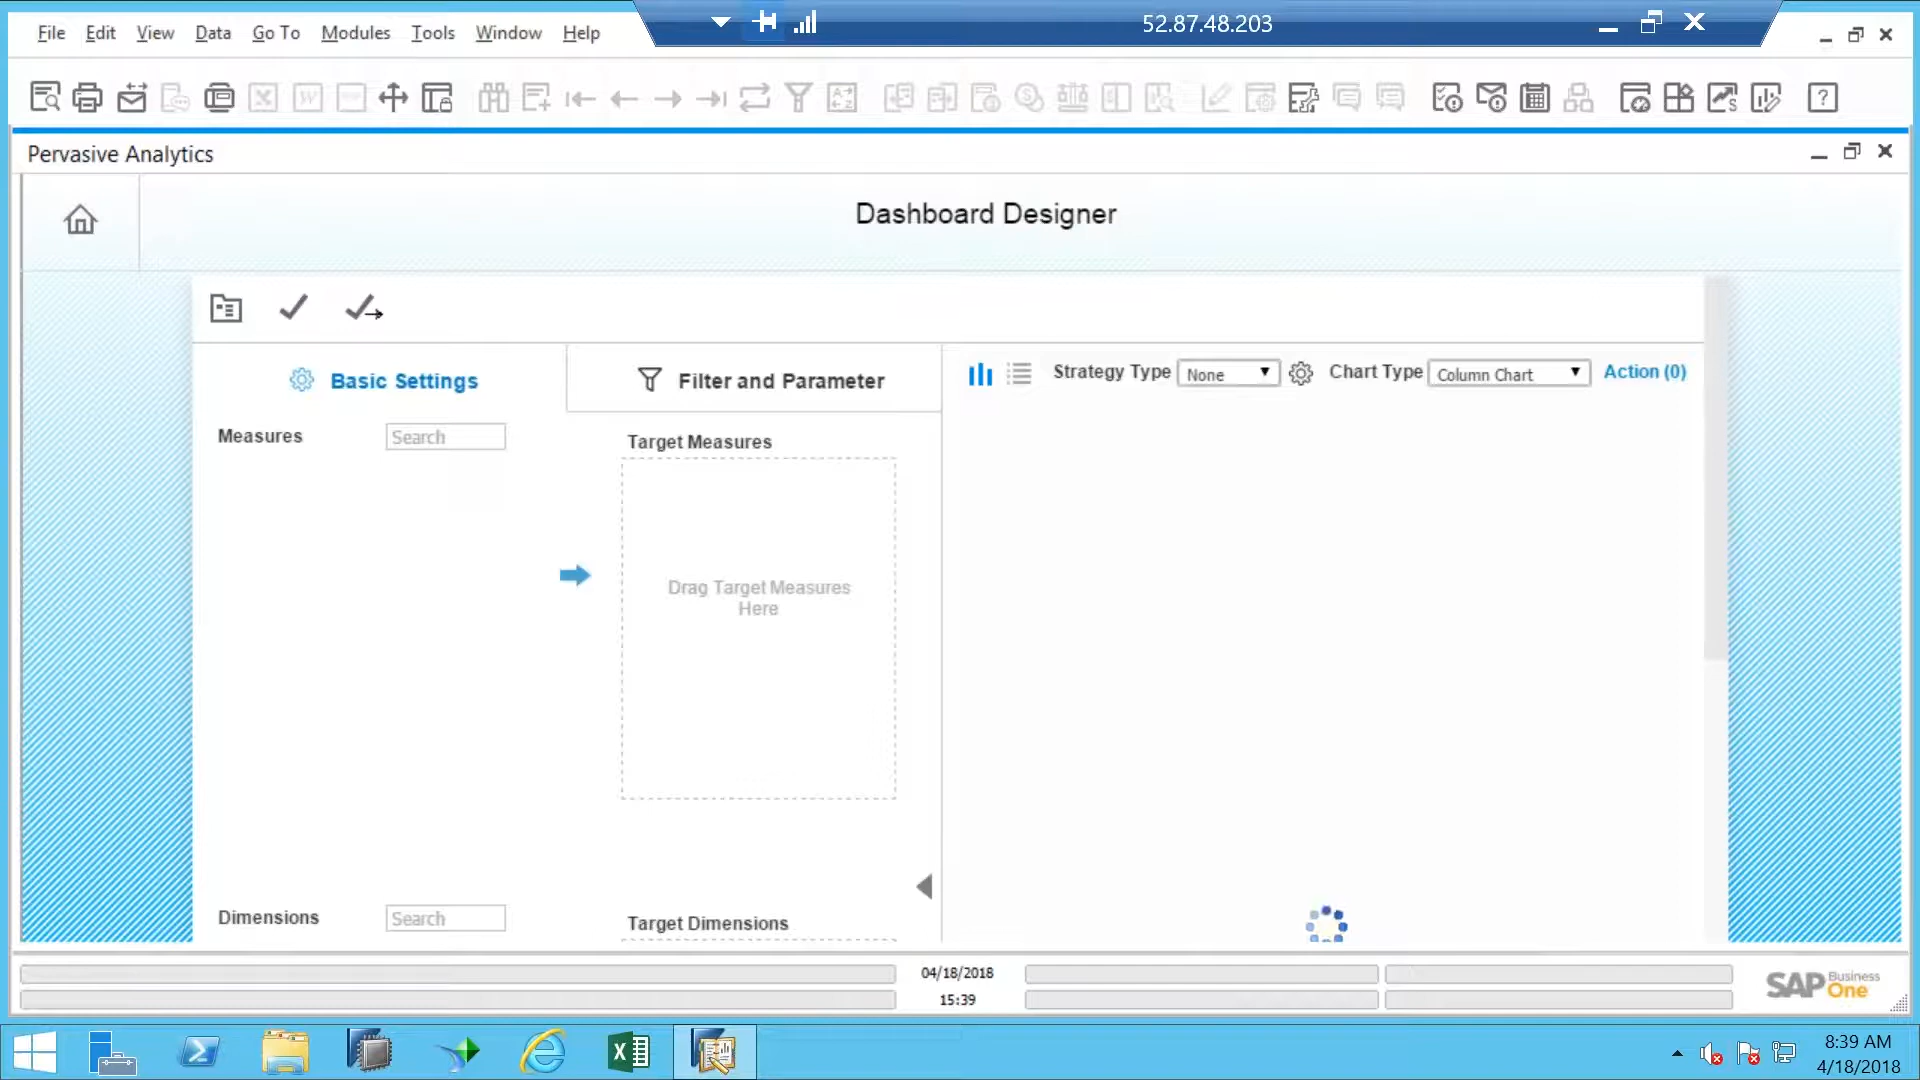 52.87.48.203
File Edit View Data Go To Modules Tools Window Help
Pervasive Analytics
Dashboard Designer
Basic Settings
Filter and Parameter
Strategy Type None Chart Type Column Chart Action (0)
Measures Search
Target Measures
Drag Target Measures
Here
Dimensions Search
Target Dimensions
04/18/2018
15:39
SAP Business One
8:39 AM
4/18/2018